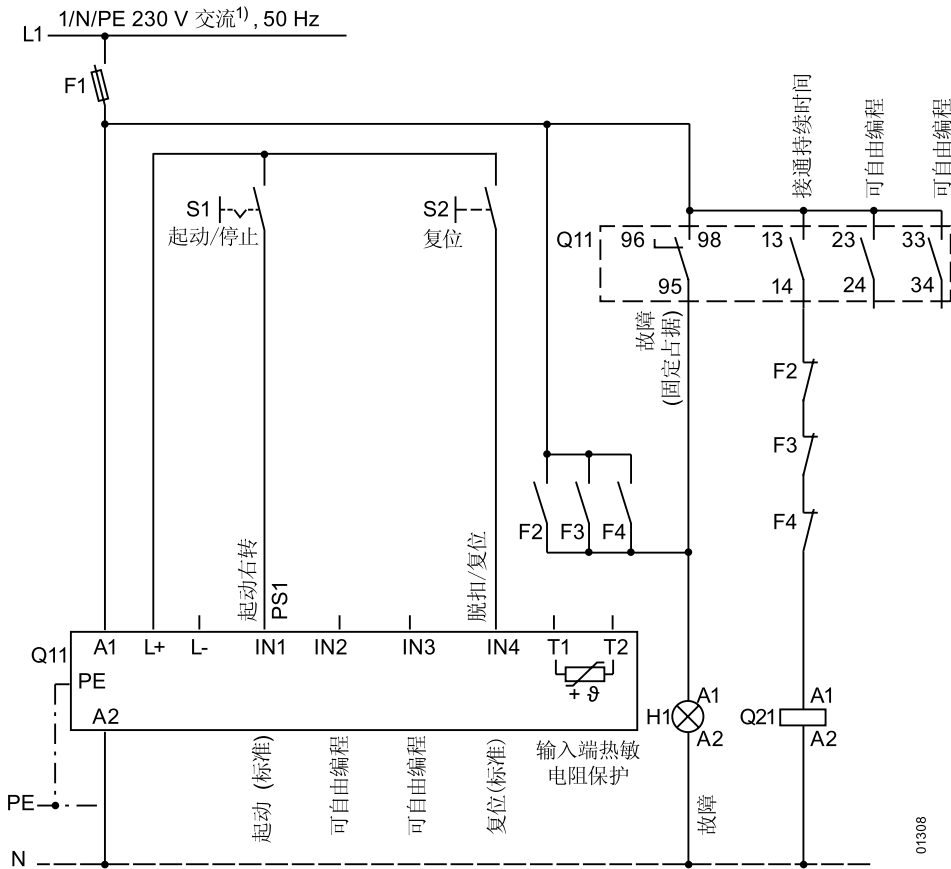 1/N/PE 230 V 交流1) , 50 Hz
L1
F1
接通持续时间
可自由编程
可自由编程
S1
起动/停止
S2
复位
Q11
96
98
13
23
33
95
14
24
34
故障
(固定占据)
F2
F3
F4
F2
F3
F4
起动右转
PS1
脱扣/复位
Q11
A1
L+
L-
IN1
IN2
IN3
IN4
T1
T2
PE
+ ϑ
A2
H1
A1
A2
Q21
A1
A2
起动 (标准)
可自由编程
可自由编程
复位(标准)
输入端热敏
电阻保护
故障
PE
N
01308